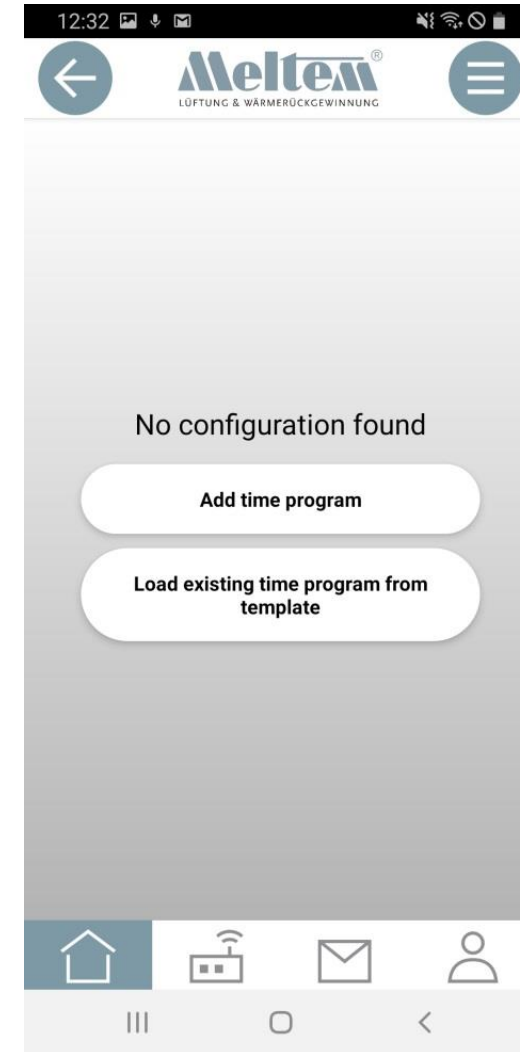 12:32
Meltem®
LÜFTUNG & WÄRMERÜCKGEWINNUNG
No configuration found
Add time program
Load existing time program from
template